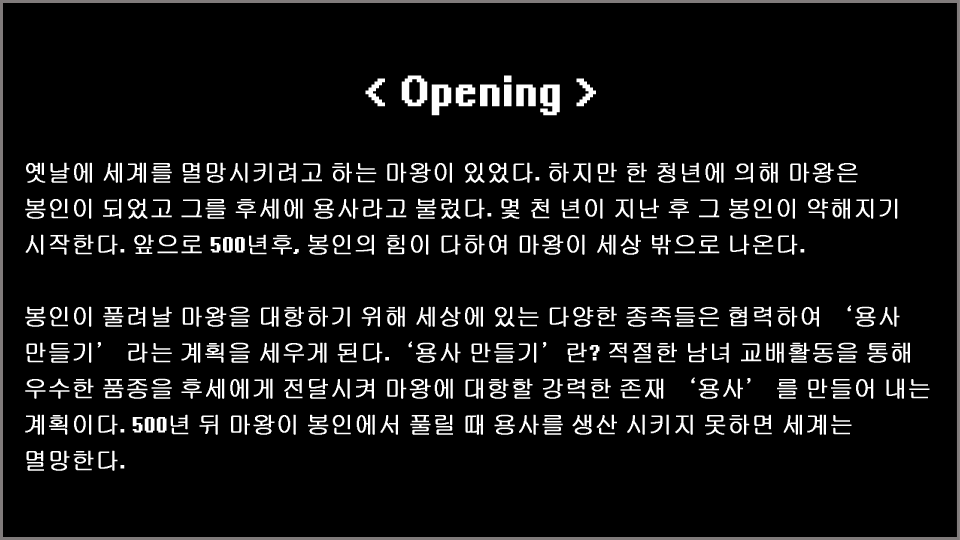 < Opening >
옛날에 세계를 멸망시키려고 하는 마왕이 있었다. 하지만 한 청년에 의해 마왕은
봉인이 되었고 그를 후세에 용사라고 불렀다. 몇 천 년이 지난 후 그 봉인이 약해지기
시작한다. 앞으로 500년후, 봉인의 힘이 다하여 마왕이 세상 밖으로 나온다.
봉인이 풀려날 마왕을 대항하기 위해 세상에 있는 다양한 종족들은 협력하여 ‘용사
만들기’ 라는 계획을 세우게 된다. ‘용사 만들기’란? 적절한 남녀 교배활동을 통해
우수한 품종을 후세에게 전달시켜 마왕에 대항할 강력한 존재 ‘용사’ 를 만들어 내는
계획이다. 500년 뒤 마왕이 봉인에서 풀릴 때 용사를 생산 시키지 못하면 세계는
멸망한다.